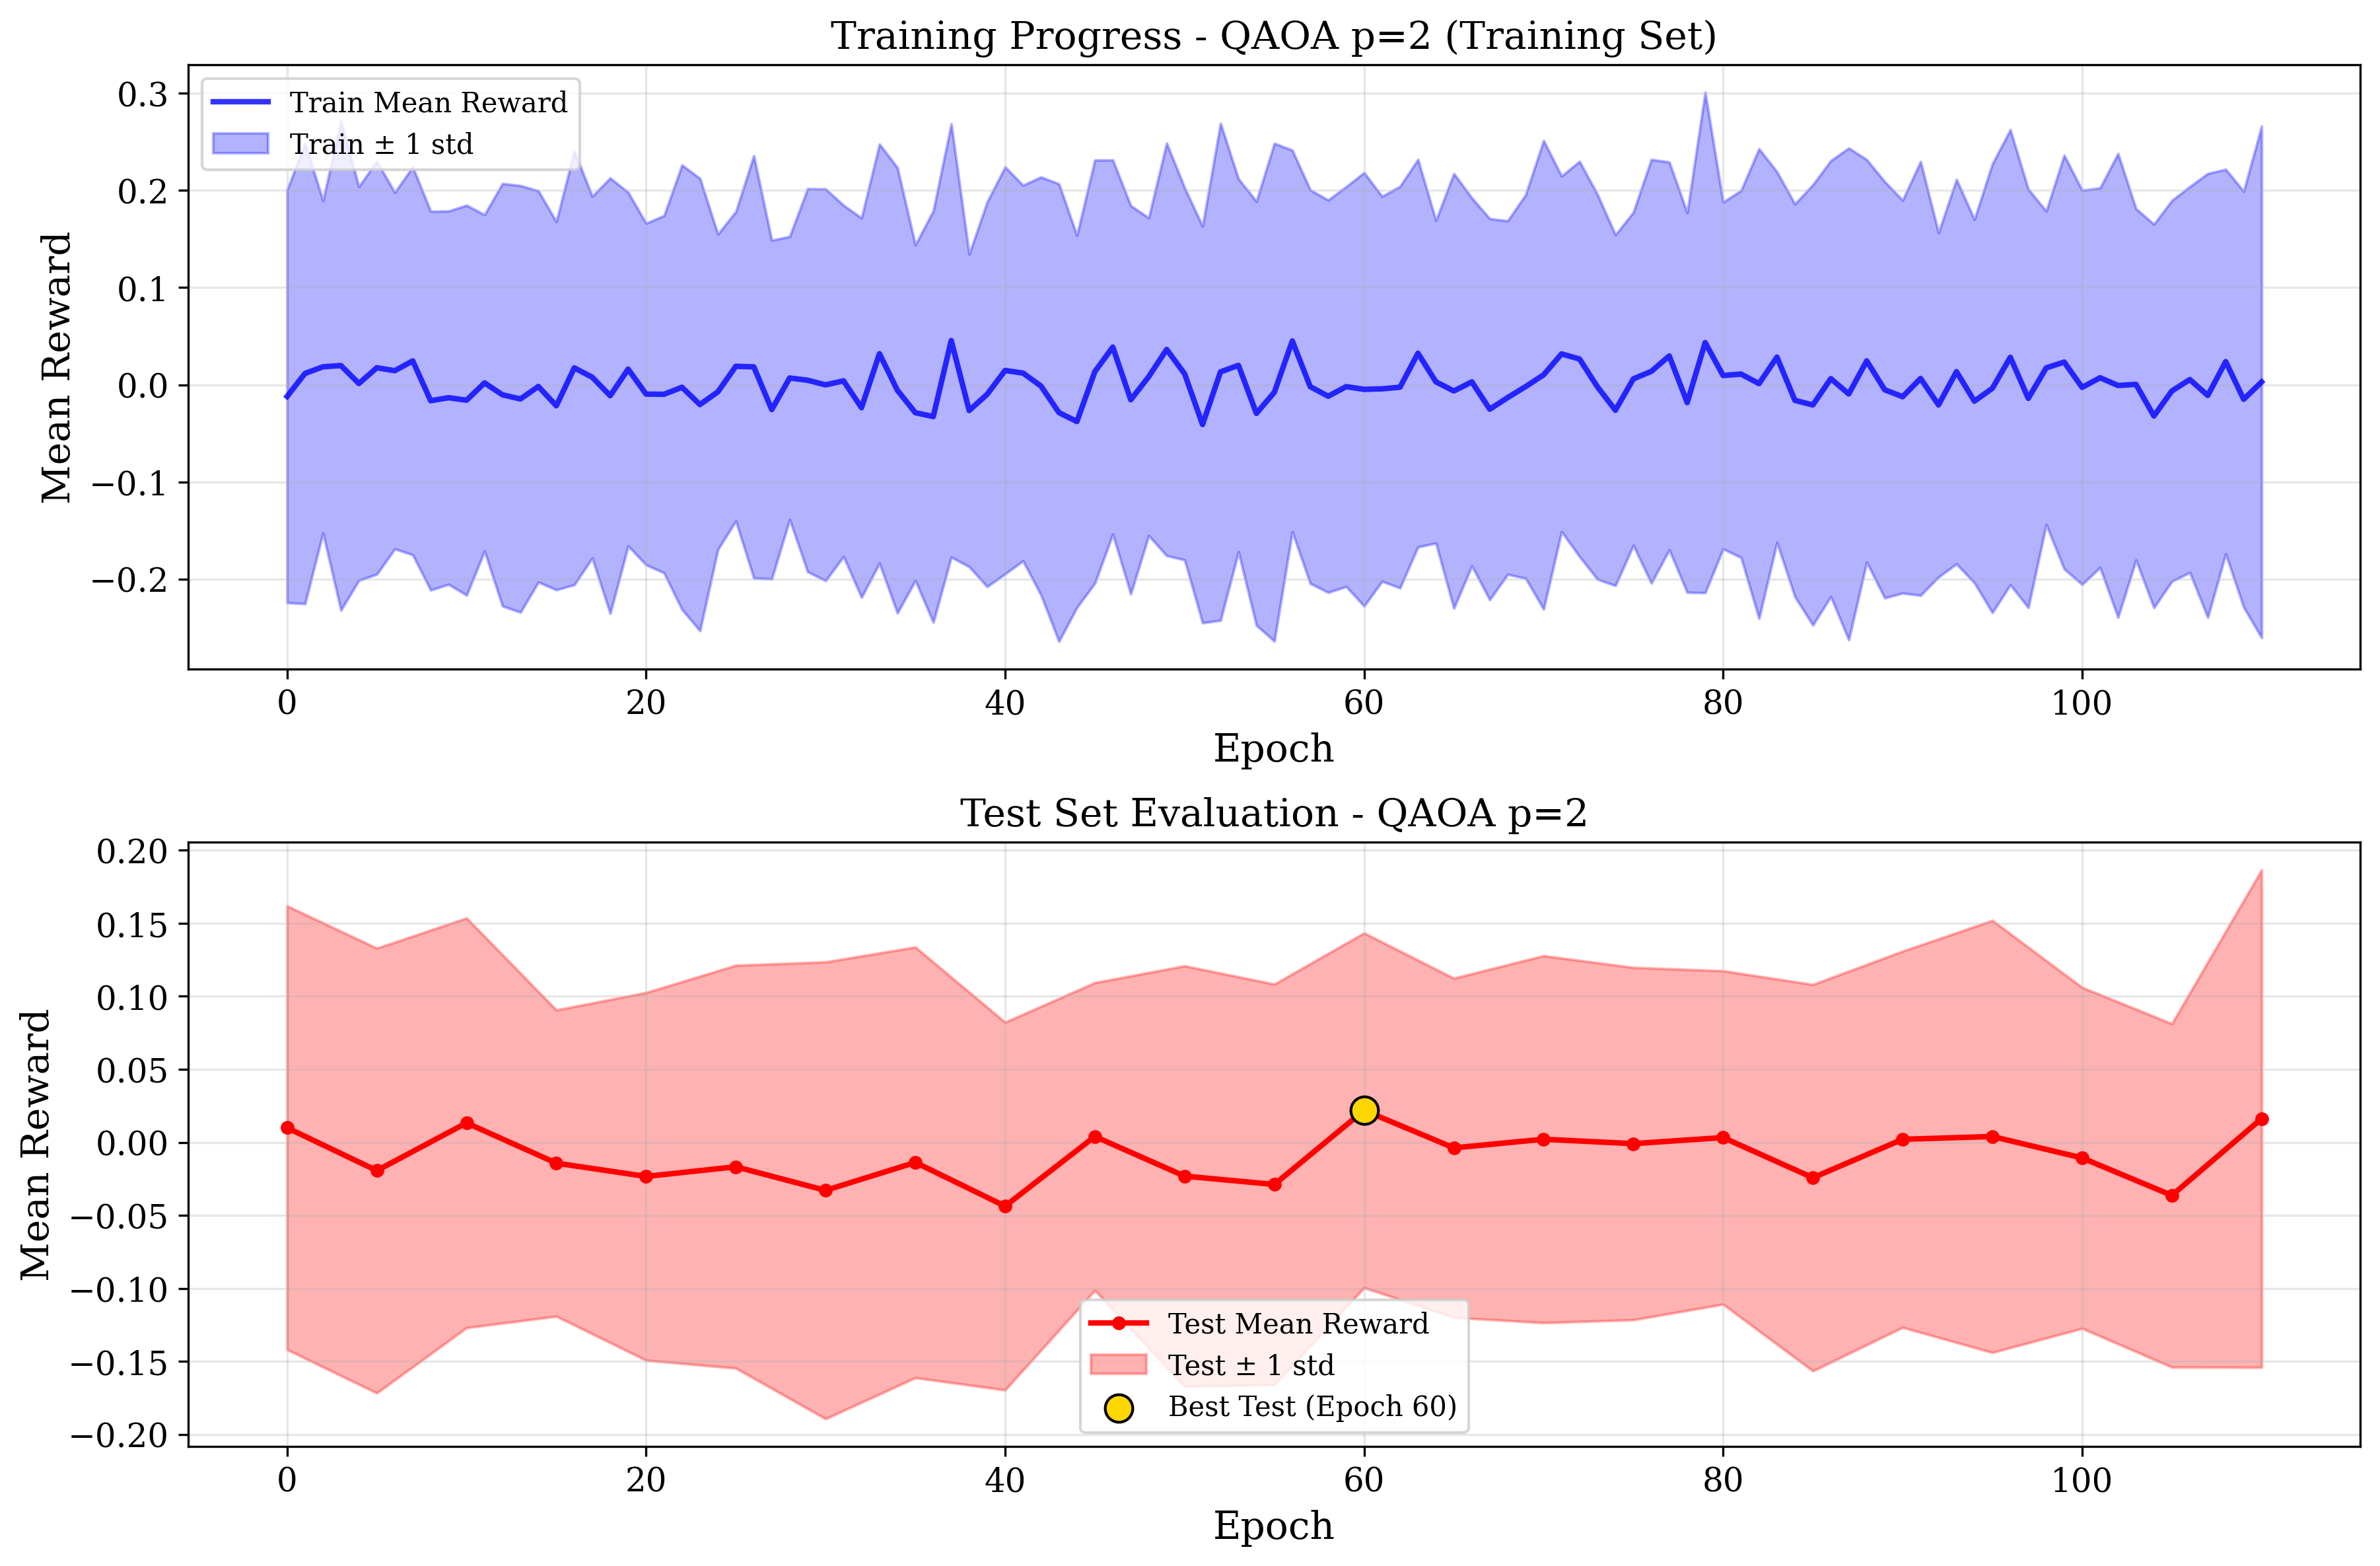 Training Progress - QAOA p=2 (Training Set)
Train Mean Reward
Train ± 1 std
Mean Reward
0.3
0.2
0.1
0.0
−0.1
−0.2
0 20 40 60 80 100
Epoch
Test Set Evaluation - QAOA p=2
Mean Reward
0.20
0.15
0.10
0.05
0.00
−0.05
−0.10
−0.15
−0.20
Test Mean Reward
Test ± 1 std
Best Test (Epoch 60)
0 20 40 60 80 100
Epoch